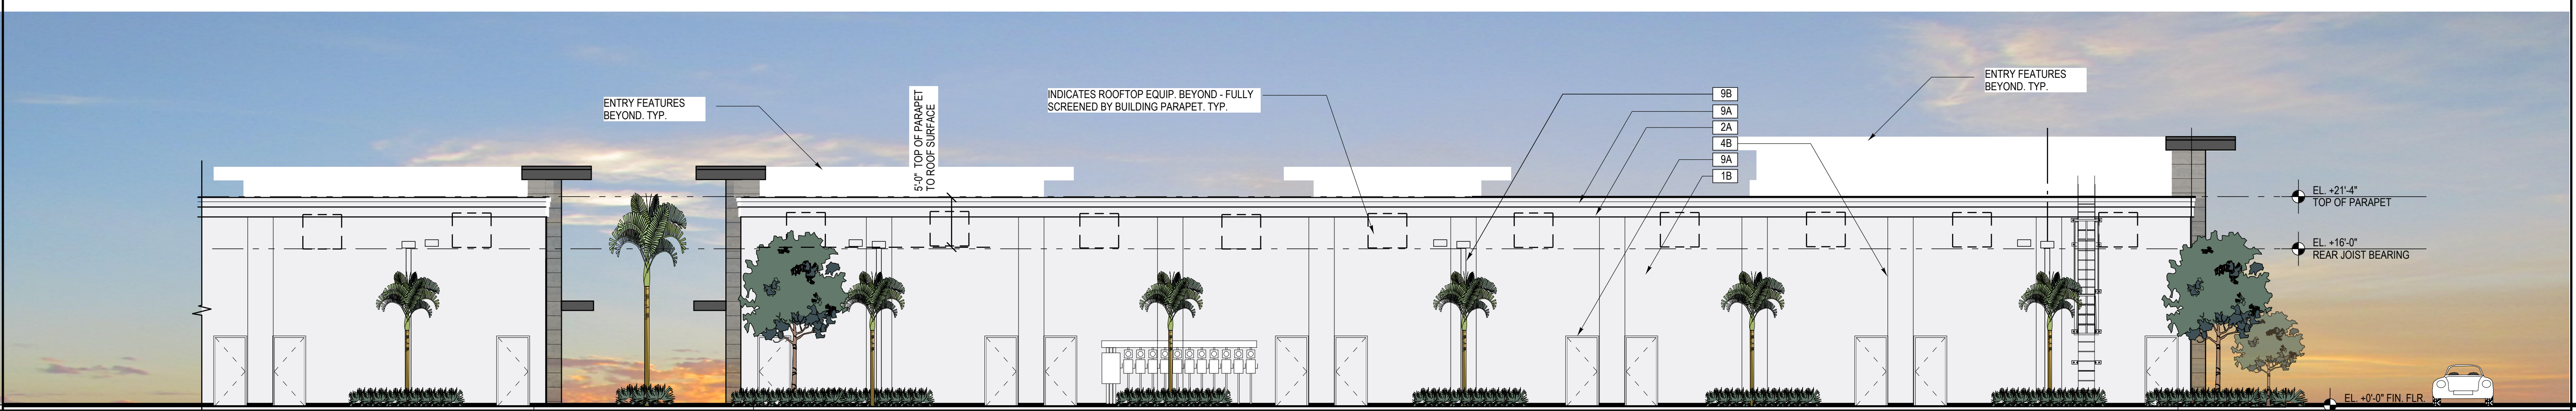 ENTRY FEATURES
BEYOND. TYP.
5'-0" TOP OF PARAPET
TO ROOF SURFACE
INDICATES ROOFTOP EQUIP. BEYOND - FULLY
SCREENED BY BUILDING PARAPET. TYP.
9B
9A
2A
4B
9A
1B
ENTRY FEATURES
BEYOND. TYP.
EL. +21'-4"
TOP OF PARAPET
EL. +16'-0"
REAR JOIST BEARING
EL. +0'-0" FIN. FLR.